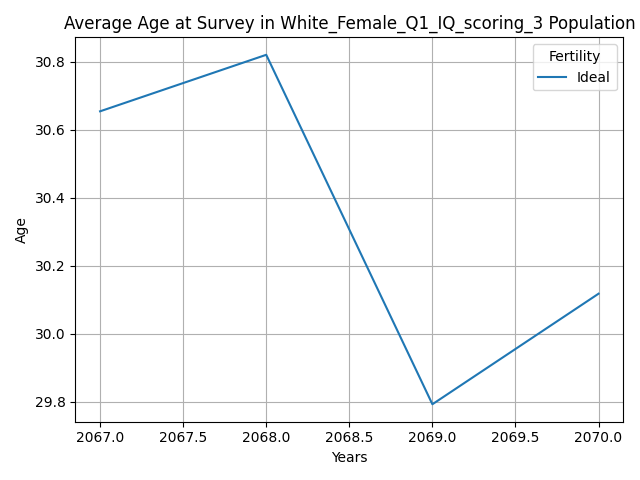 Average Age at Survey in White_Female_Q1_IQ_scoring_3 Population
Fertility
Ideal
30.8
30.6
30.4
30.2
30.0
29.8
Age
2067.0 2067.5 2068.0 2068.5 2069.0 2069.5 2070.0
Years